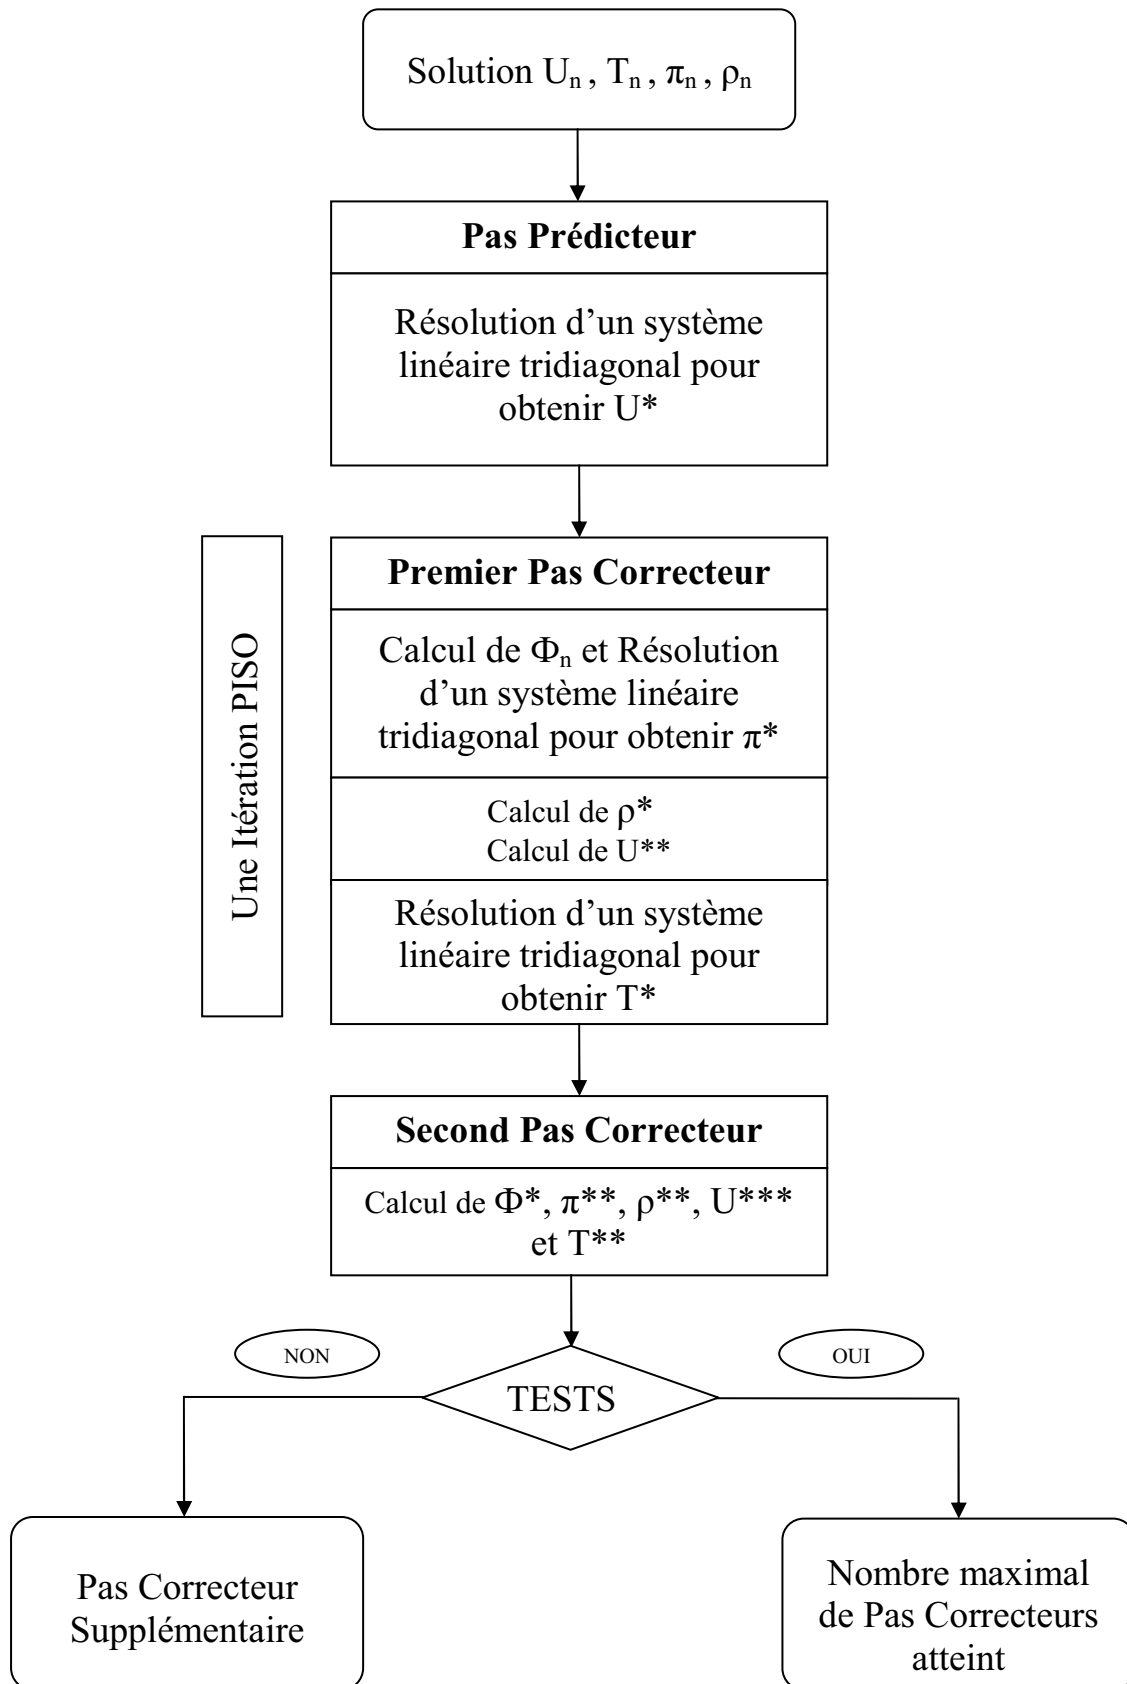 Solution Uₙ , Tₙ , πₙ , ρₙ
Pas Prédicteur
Résolution d’un système
linéaire tridiagonal pour
obtenir U*
Une Itération PISO
Premier Pas Correcteur
Calcul de Φₙ et Résolution
d’un système linéaire
tridiagonal pour obtenir π*
Calcul de ρ*
Calcul de U**
Résolution d’un système
linéaire tridiagonal pour
obtenir T*
Second Pas Correcteur
Calcul de Φ*, π**, ρ**, U***
et T**
NON
OUI
TESTS
Pas Correcteur
Supplémentaire
Nombre maximal
de Pas Correcteurs
atteint